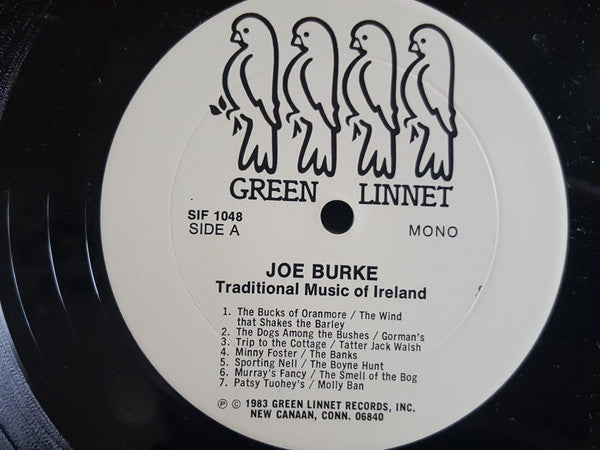 GREEN LINNET
SIF 1048
SIDE A
MONO
JOE BURKE
Traditional Music of Ireland
1. The Bucks of Oranmore / The Wind
that Shakes the Barley
2. The Dogs Among the Bushes / Gorman's
3. Trip to the Cottage / Tatter Jack Walsh
4. Minny Foster / The Banks
5. Sporting Nell / The Boyne Hunt
6. Murray's Fancy / The Smell of the Bog
7. Patsy Tuohey's / Molly Ban
℗ © 1983 GREEN LINNET RECORDS, INC.
NEW CANAAN, CONN. 06840